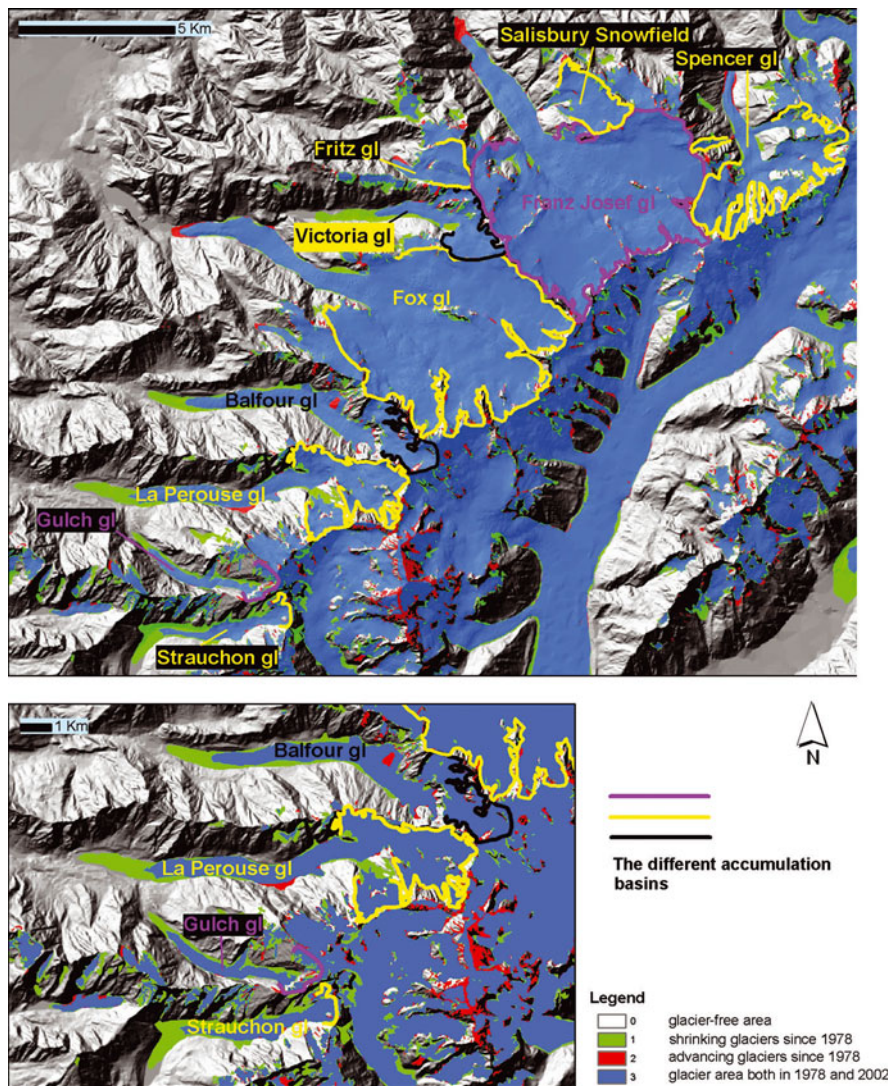 5 Km
Salisbury Snowfield
Spencer gl
Fritz gl
Franz Josef gl
Victoria gl
Fox gl
Balfour gl
La Perouse gl
Gulch gl
Strauchon gl
1 Km
Balfour gl
La Perouse gl
Gulch gl
Strauchon gl
N
The different accumulation
basins
Legend
0 glacier-free area
1 shrinking glaciers since 1978
2 advancing glaciers since 1978
3 glacier area both in 1978 and 2002